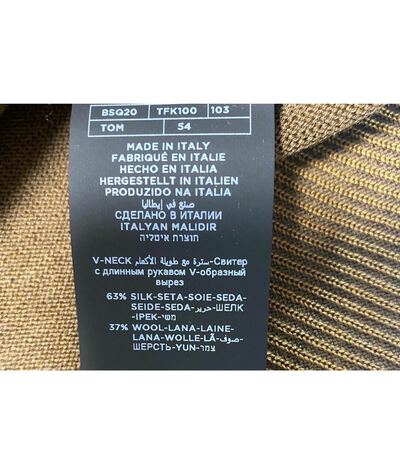 BSQ20 TFK100 103
TOM 54
MADE IN ITALY
FABRIQUÉ EN ITALIE
HECHO EN ITALIA
HERGESTELLT IN ITALIEN
PRODUZIDO NA ITALIA
صنع في إيطاليا
СДЕЛАНО В ИТАЛИИ
ITALYAN MALIDIR
תוצרת איטליה
V-NECK سترة مع طويلة الأكمام-Свитер
с длинным рукавом V-образный
вырез
63% SILK-SETA-SOIE-SEDA-
SEIDE-SEDA-حرير-ШЕЛК
-IPEK-משי
37% WOOL-LANA-LAINE-
LANA-WOLLE-LÃ-صوف-
ШЕРСТЬ-YUN-צמר